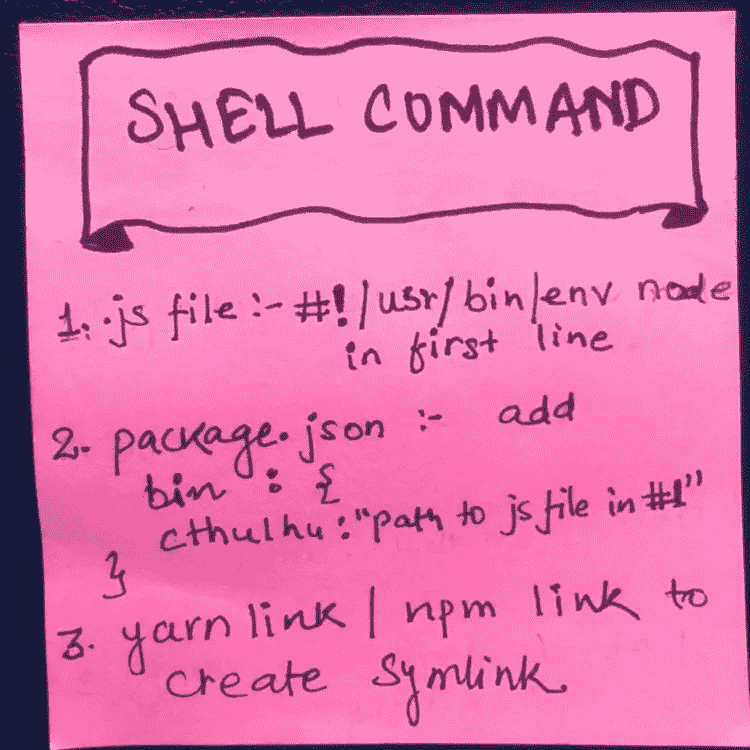 SHELL COMMAND
1. .js file :- #!/usr/bin/env node
in first line
2. package.json :- add
bin : {
cthulhu : "path to js file in #1"
}
3. yarn link / npm link to
create Symlink